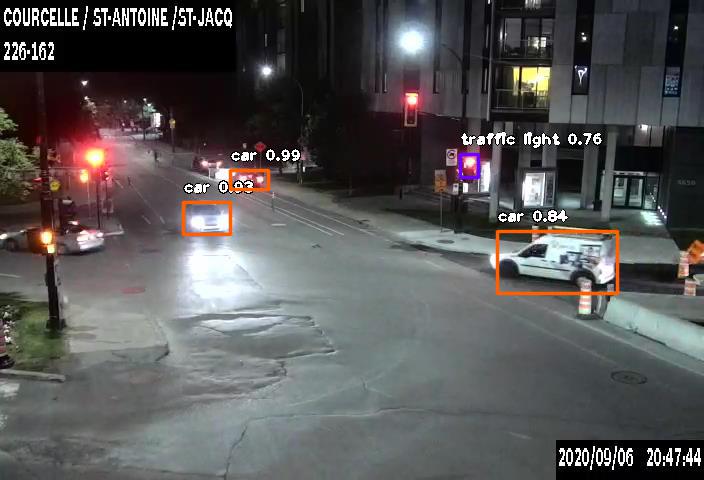 COURCELLE / ST-ANTOINE /ST-JACQ
226-162
traffic light 0.76
car 0.99
car 0.93
car 0.84
2020/09/06 20:47:44